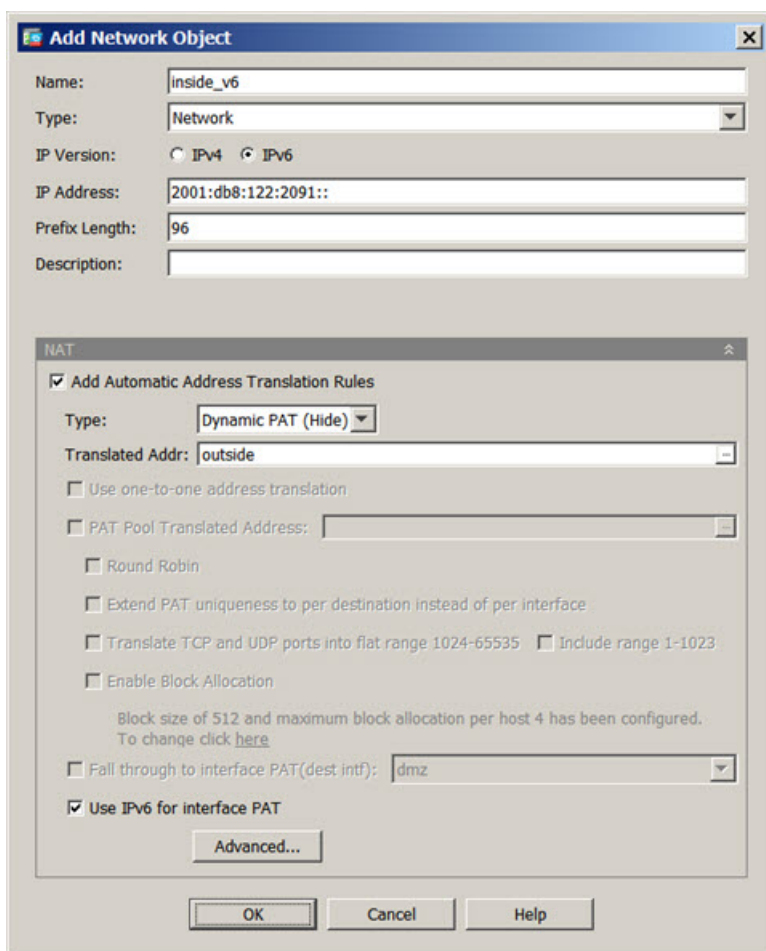 Add Network Object
Name: inside_v6
Type: Network
IP Version: IPv4 IPv6
IP Address: 2001:db8:122:2091::
Prefix Length: 96
Description:
NAT
Add Automatic Address Translation Rules
Type: Dynamic PAT (Hide)
Translated Addr: outside ...
Use one-to-one address translation
PAT Pool Translated Address: ...
Round Robin
Extend PAT uniqueness to per destination instead of per interface
Translate TCP and UDP ports into flat range 1024-65535 Include range 1-1023
Enable Block Allocation
Block size of 512 and maximum block allocation per host 4 has been configured.
To change click here
Fall through to interface PAT(dest intf): dmz
Use IPv6 for interface PAT
Advanced...
OK Cancel Help